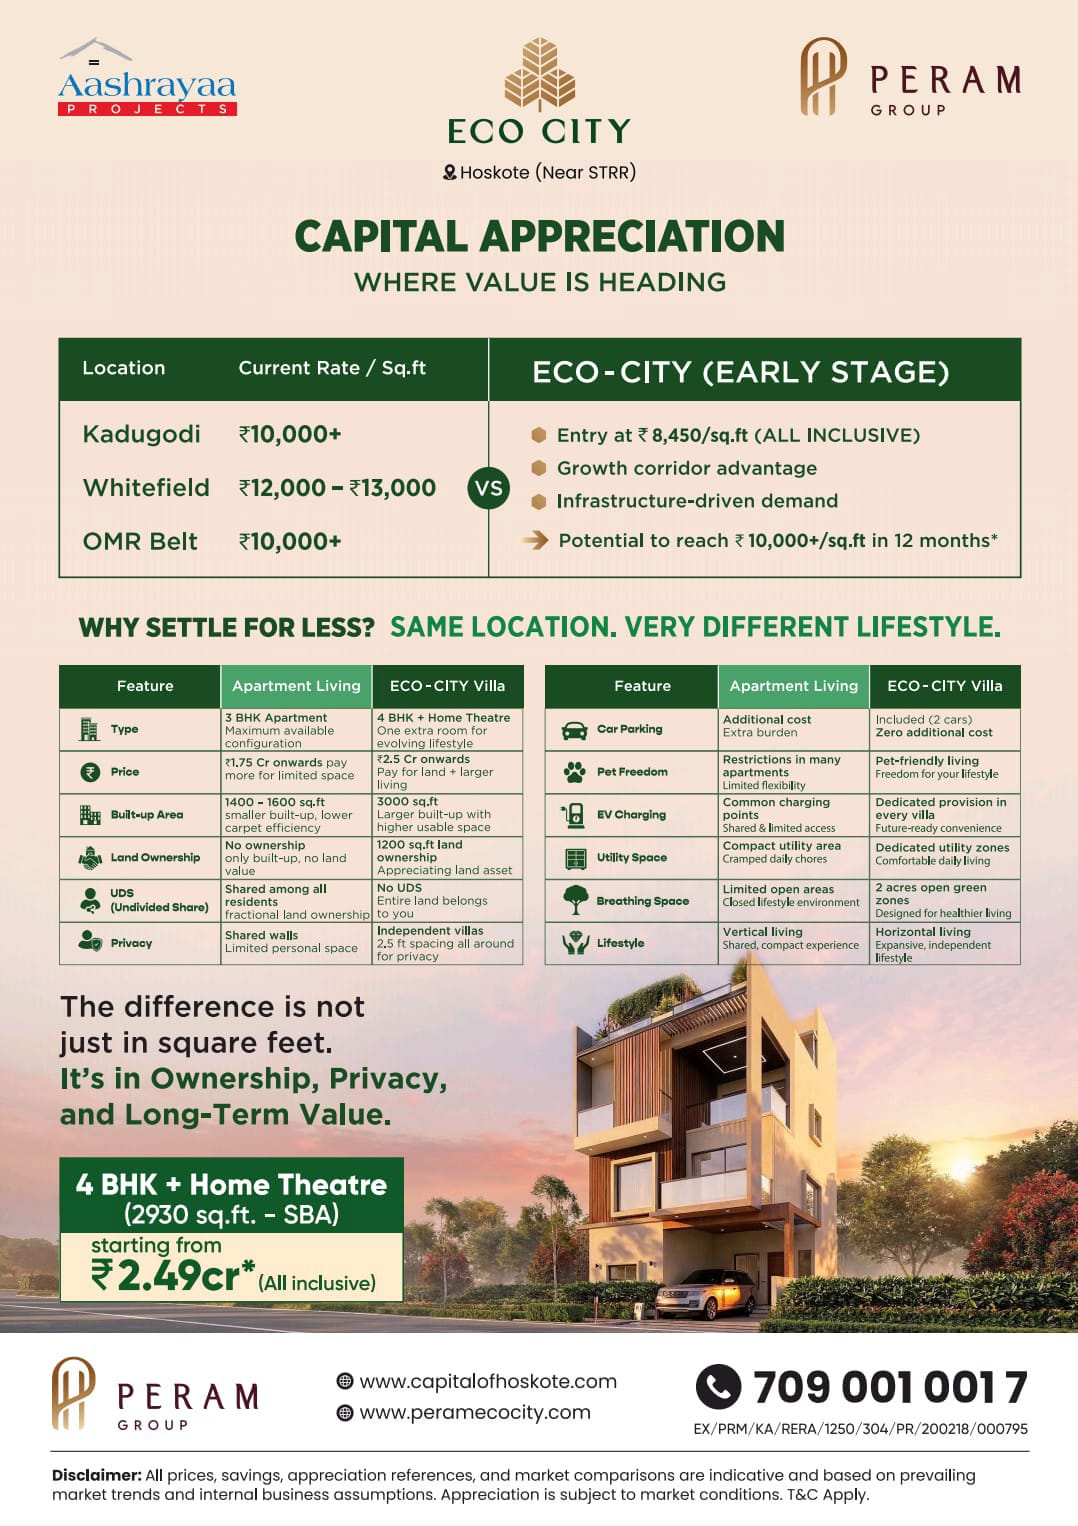 Aashrayaa
PROJECTS
ECO CITY
Hoskote (Near STRR)
PERAM
GROUP
CAPITAL APPRECIATION
WHERE VALUE IS HEADING
Location Current Rate / Sq.ft
Kadugodi ₹10,000+
Whitefield ₹12,000 – ₹13,000
OMR Belt ₹10,000+
VS
ECO-CITY (EARLY STAGE)
Entry at ₹ 8,450/sq.ft (ALL INCLUSIVE)
Growth corridor advantage
Infrastructure-driven demand
Potential to reach ₹ 10,000+/sq.ft in 12 months*
WHY SETTLE FOR LESS? SAME LOCATION. VERY DIFFERENT LIFESTYLE.
Feature Apartment Living ECO-CITY Villa
Type
3 BHK Apartment
Maximum available
configuration
4 BHK + Home Theatre
One extra room for
evolving lifestyle
Price
₹1.75 Cr onwards pay
more for limited space
₹2.5 Cr onwards
Pay for land + larger
living
Built-up Area
1400 – 1600 sq.ft
smaller built-up, lower
carpet efficiency
3000 sq.ft
Larger built-up with
higher usable space
Land Ownership
No ownership
only built-up, no land
value
1200 sq.ft land
ownership
Appreciating land asset
UDS
(Undivided Share)
Shared among all
residents
fractional land ownership
No UDS
Entire land belongs
to you
Privacy
Shared walls
Limited personal space
Independent villas
2.5 ft spacing all around
for privacy
Feature Apartment Living ECO-CITY Villa
Car Parking
Additional cost
Extra burden
Included (2 cars)
Zero additional cost
Pet Freedom
Restrictions in many
apartments
Limited flexibility
Pet-friendly living
Freedom for your lifestyle
EV Charging
Common charging
points
Shared & limited access
Dedicated provision in
every villa
Future-ready convenience
Utility Space
Compact utility area
Cramped daily chores
Dedicated utility zones
Comfortable daily living
Breathing Space
Limited open areas
Closed lifestyle environment
2 acres open green
zones
Designed for healthier living
Lifestyle
Vertical living
Shared, compact experience
Horizontal living
Expansive, independent
lifestyle
The difference is not
just in square feet.
It's in Ownership, Privacy,
and Long-Term Value.
4 BHK + Home Theatre
(2930 sq.ft. - SBA)
starting from
₹2.49cr* (All inclusive)
PERAM
GROUP
www.capitalofhoskote.com
www.peramecocity.com
709 001 001 7
EX/PRM/KA/RERA/1250/304/PR/200218/000795
Disclaimer: All prices, savings, appreciation references, and market comparisons are indicative and based on prevailing
market trends and internal business assumptions. Appreciation is subject to market conditions. T&C Apply.